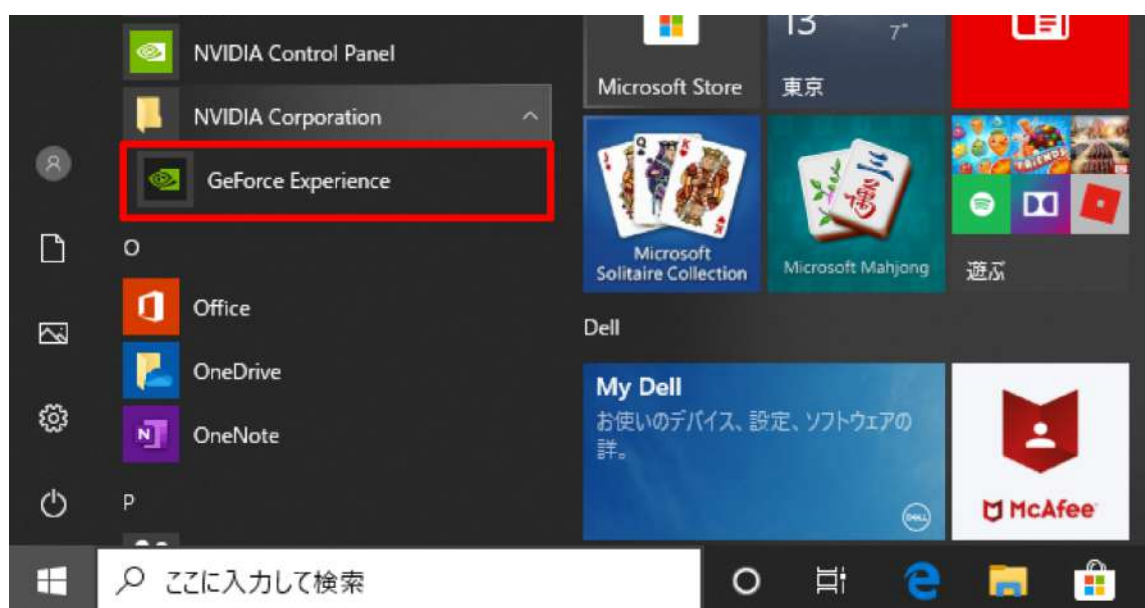 NVIDIA Control Panel
NVIDIA Corporation
GeForce Experience
O
Office
OneDrive
OneNote
P
Microsoft Store
13
7°
東京
Microsoft
Solitaire Collection
Microsoft Mahjong
FRIENDS
遊ぶ
Dell
My Dell
お使いのデバイス、設定、ソフトウェアの
詳。
DELL
McAfee
ここに入力して検索